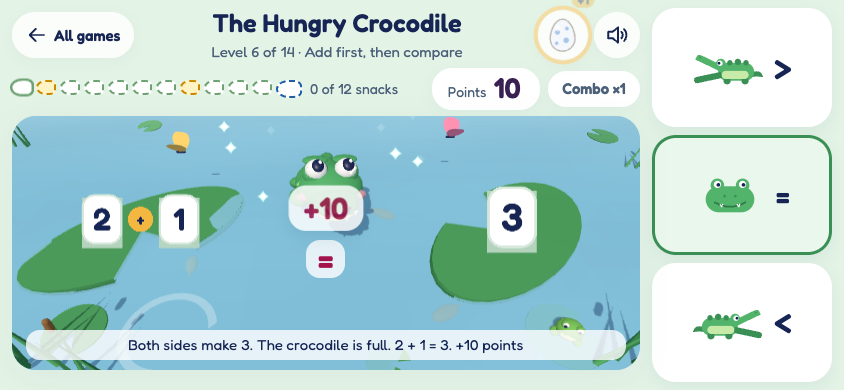 All games
The Hungry Crocodile
Level 6 of 14 · Add first, then compare
0 of 12 snacks
Points 10
Combo ×1
2 + 1
+10
=
3
Both sides make 3. The crocodile is full. 2 + 1 = 3. +10 points
>
=
<